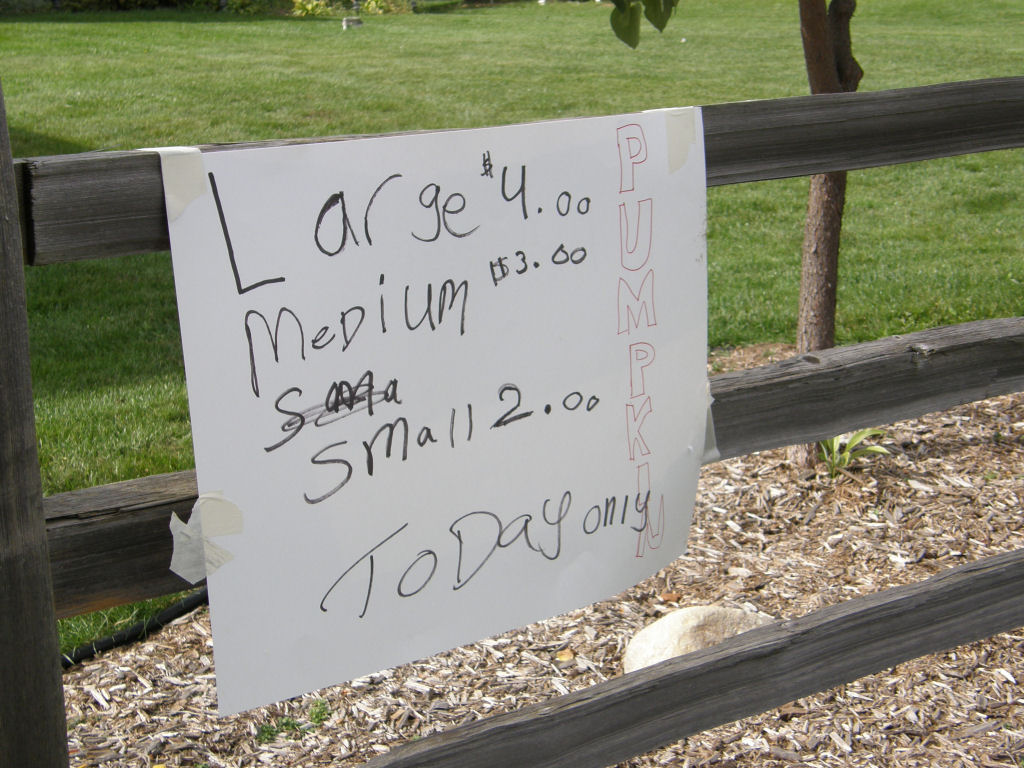 Large $4.00
MeDiUM $3.00
Small 2.00
ToDay only
PUMPKIN